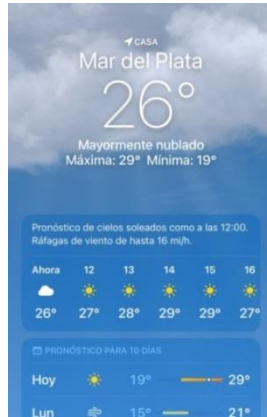 CASA
Mar del Plata
26°
Mayormente nublado
Máxima: 29° Mínima: 19°
Pronóstico de cielos soleados como a las 12:00.
Ráfagas de viento de hasta 16 mi/h.
Ahora 12 13 14 15 16
26° 27° 28° 29° 29° 27°
PRONÓSTICO PARA 10 DÍAS
Hoy 19° 29°
Lun 15° 21°